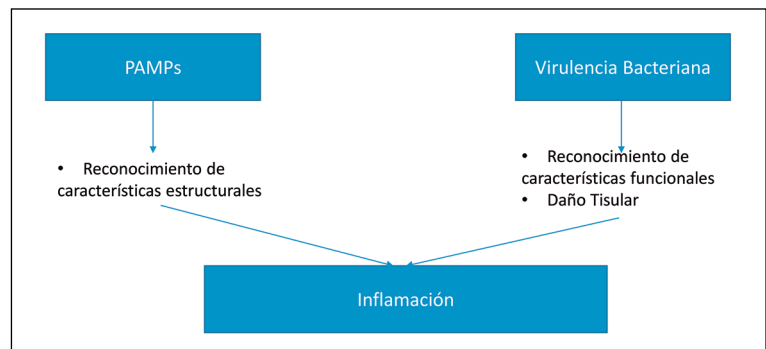 PAMPs
Virulencia Bacteriana
• Reconocimiento de
características estructurales
• Reconocimiento de
características funcionales
• Daño Tisular
Inflamación